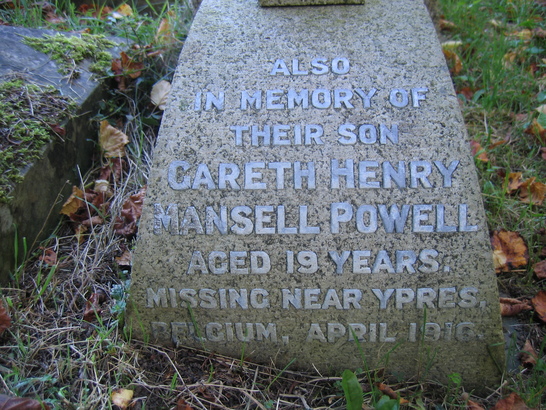 ALSO
IN MEMORY OF
THEIR SON
GARETH HENRY
MANSELL POWELL
AGED 19 YEARS.
MISSING NEAR YPRES,
BELGIUM, APRIL 1916.